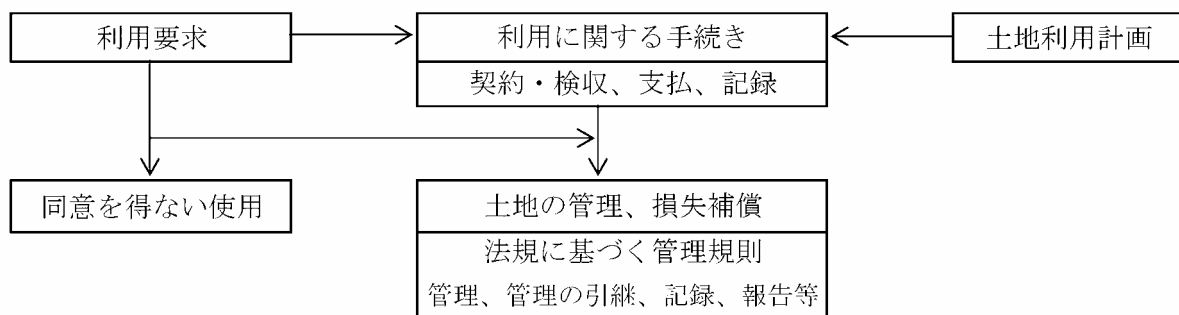 利用要求
利用に関する手続き
土地利用計画
契約・検収、支払、記録
同意を得ない使用
土地の管理、損失補償
法規に基づく管理規則
管理、管理の引継、記録、報告等